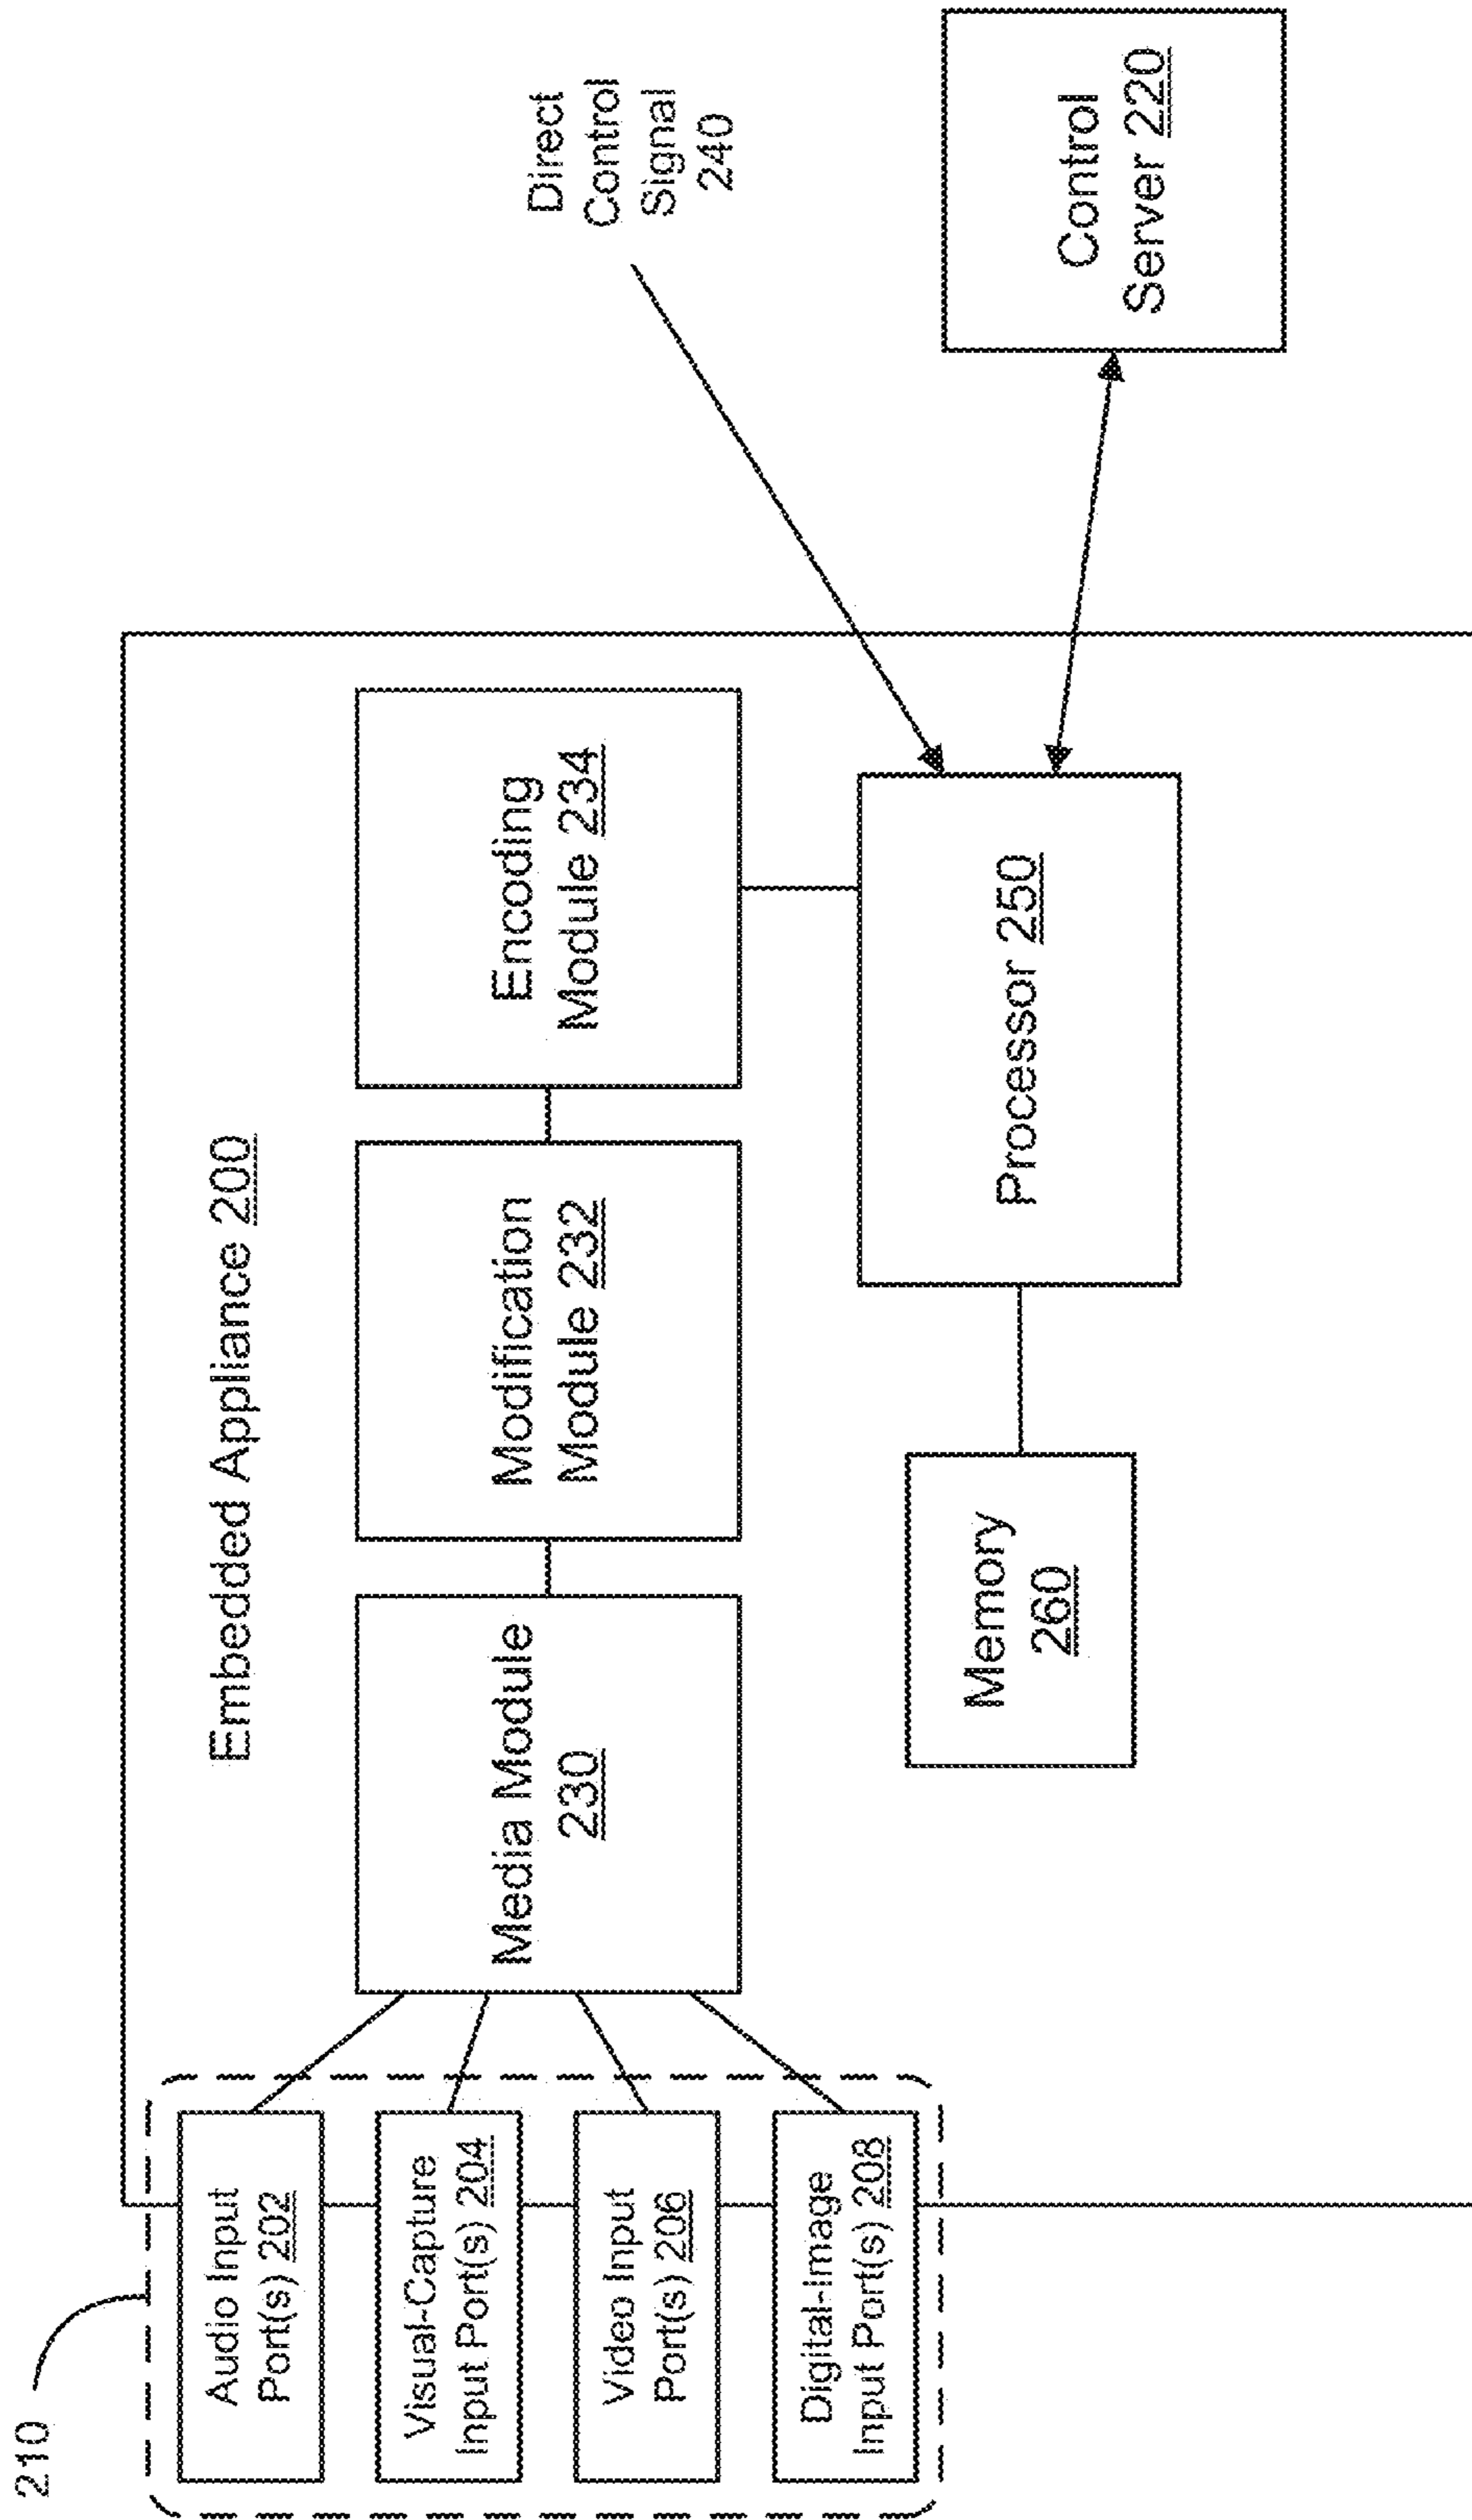 210
Embedded Appliance 200
Audio Input
Port(s) 202
Visual-Capture
Input Port(s) 204
Video Input
Port(s) 206
Digital-Image
Input Port(s) 208
Media Module
230
Modification
Module 232
Encoding
Module 234
Memory
260
Processor 250
Direct
Control
Signal
240
Control
Server 220